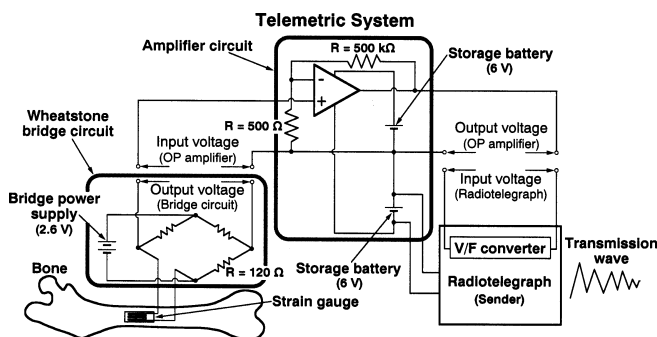 Telemetric System
Amplifier circuit
R = 500 kΩ
Storage battery
(6 V)
Wheatstone
bridge circuit
R = 500 Ω
Input voltage
(OP amplifier)
Output voltage
(OP amplifier)
Output voltage
(Bridge circuit)
Input voltage
(Radiotelegraph)
Bridge power
supply
(2.6 V)
V/F converter
Transmission
wave
Bone
R = 120 Ω
Storage battery
(6 V)
Radiotelegraph
(Sender)
Strain gauge
-
+